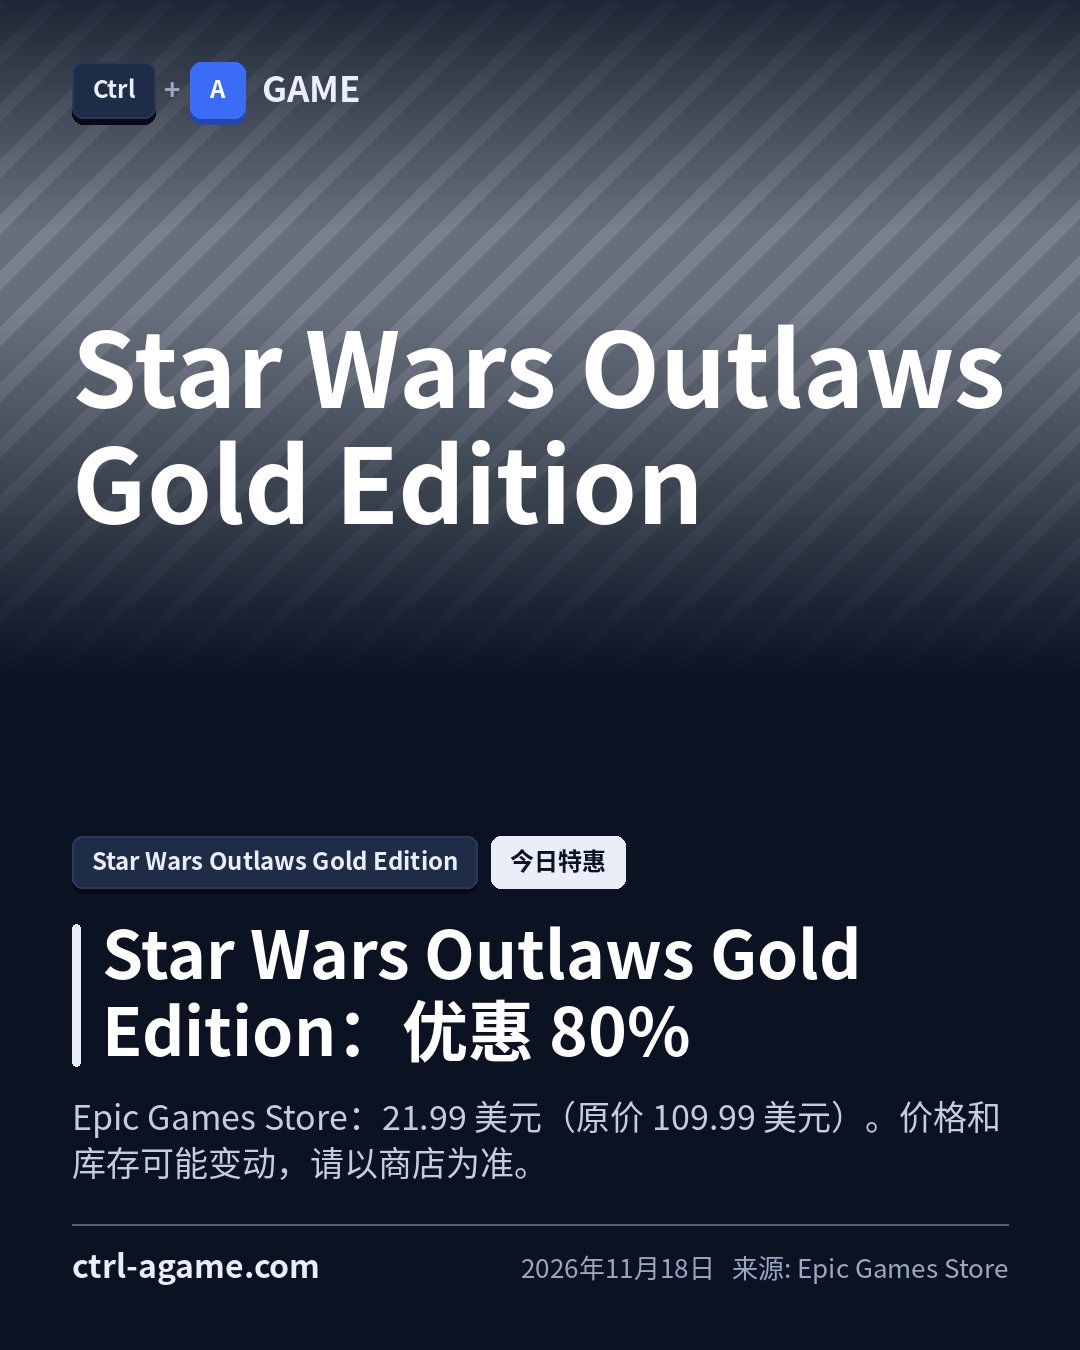 Ctrl + A GAME
Star Wars Outlaws
Gold Edition
Star Wars Outlaws Gold Edition 今日特惠
Star Wars Outlaws Gold
Edition：优惠 80%
Epic Games Store：21.99 美元（原价 109.99 美元）。价格和
库存可能变动，请以商店为准。
ctrl-agame.com 2026年11月18日 来源: Epic Games Store